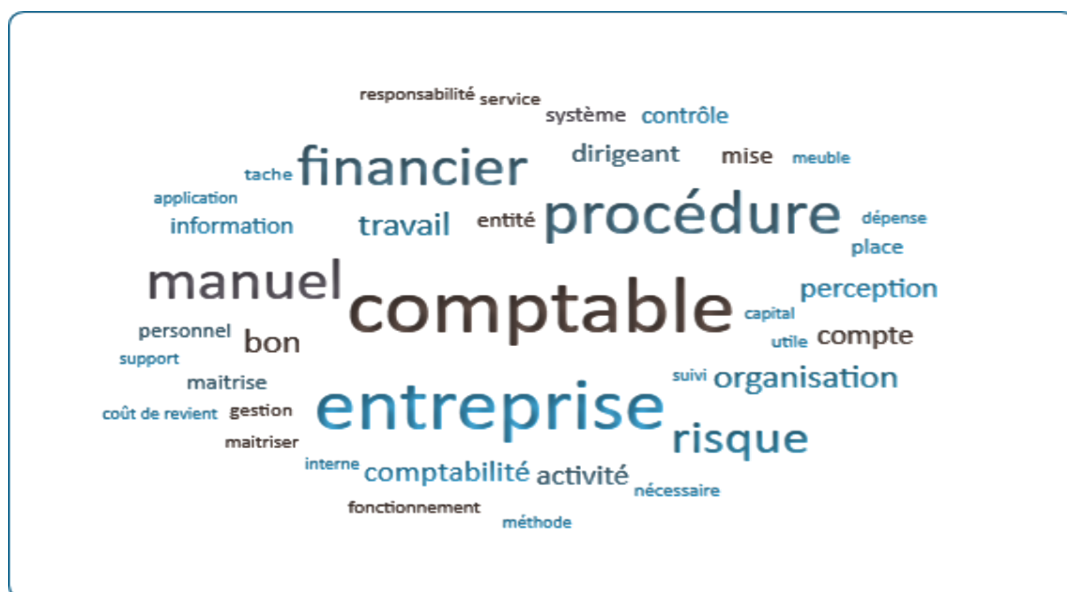 responsabilité service
système contrôle
financier dirigeant mise meuble
tache
application
information travail entité procédure dépense
place
manuel comptable perception
capital
personnel bon utile compte
support
maitrise suivi organisation
coût de revient gestion entreprise
maitriser risque
interne comptabilité activité
nécessaire
fonctionnement
méthode